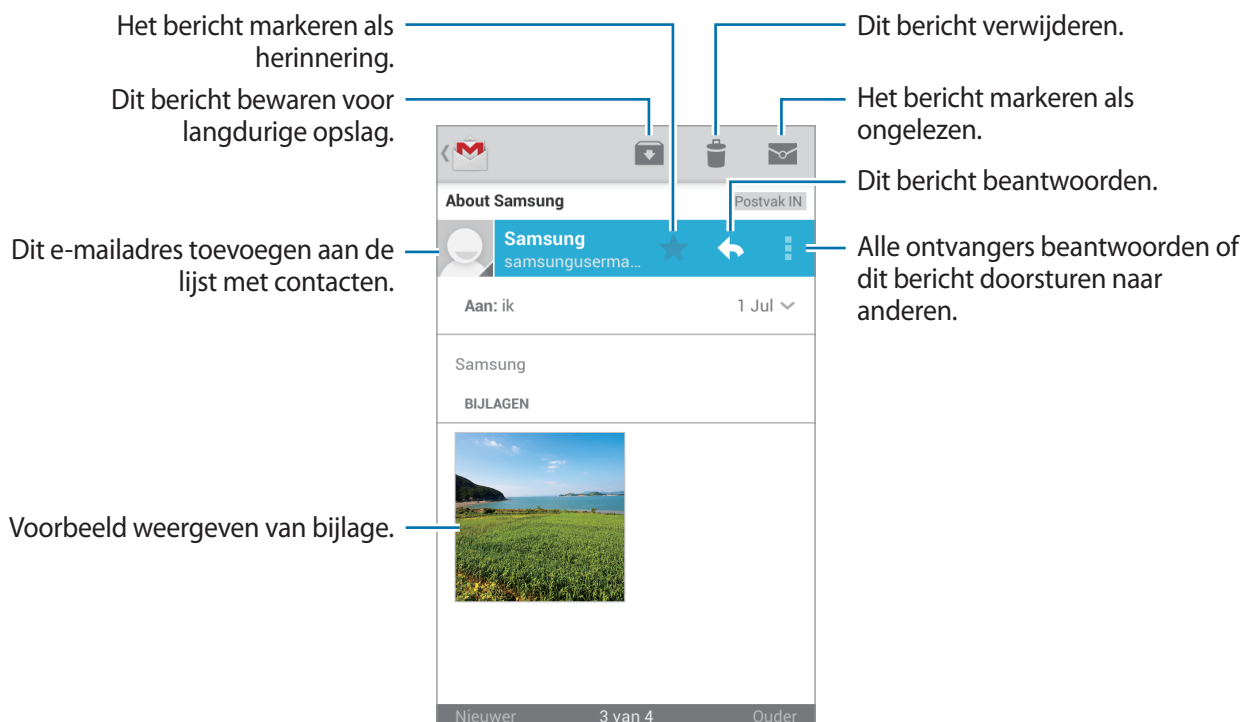 Het bericht markeren als
herinnering.
Dit bericht bewaren voor
langdurige opslag.
Dit e-mailadres toevoegen aan de
lijst met contacten.
Voorbeeld weergeven van bijlage.
About Samsung
Postvak IN
Samsung
samsunguserma...
Aan: ik
1 Jul
Samsung
BIJLAGEN
Nieuwer
3 van 4
Ouder
Dit bericht verwijderen.
Het bericht markeren als
ongelezen.
Dit bericht beantwoorden.
Alle ontvangers beantwoorden of
dit bericht doorsturen naar
anderen.